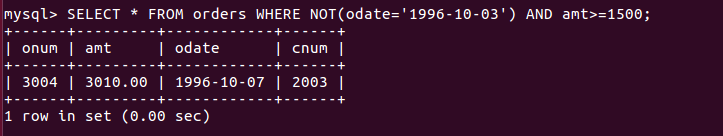 mysql> SELECT * FROM orders WHERE NOT(odate='1996-10-03') AND amt>=1500;
+------+---------+------------+------+
| onum | amt     | odate      | cnum |
+------+---------+------------+------+
| 3004 | 3010.00 | 1996-10-07 | 2003 |
+------+---------+------------+------+
1 row in set (0.00 sec)